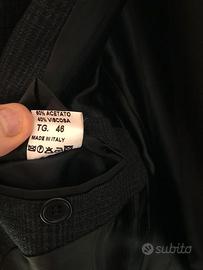 60% ACETATO
40% VISCOSA
TG. 46
MADE IN ITALY
subito